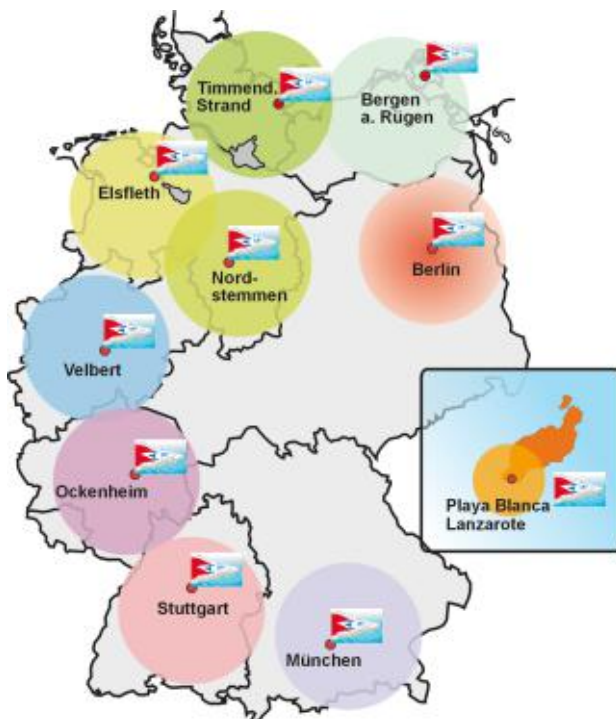 Timmend.
Strand
Bergen
a. Rügen
Elsfleth
Nord-
stemmen
Berlin
Velbert
Ockenheim
Playa Blanca
Lanzarote
Stuttgart
München